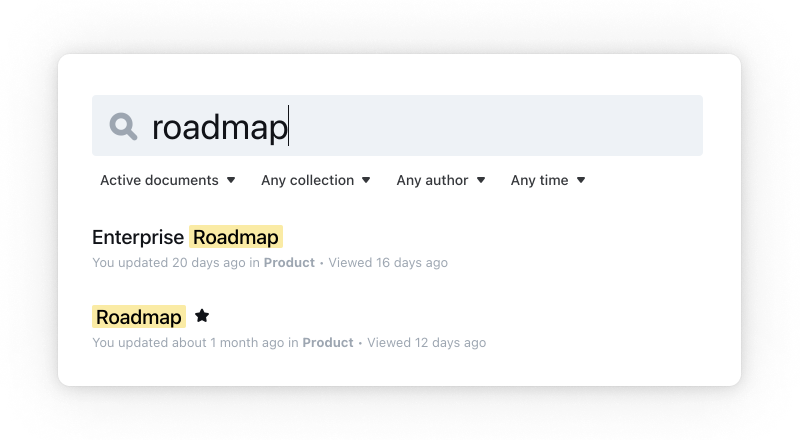 roadmap
Active documents Any collection Any author Any time
Enterprise Roadmap
You updated 20 days ago in Product • Viewed 16 days ago
Roadmap
You updated about 1 month ago in Product • Viewed 12 days ago